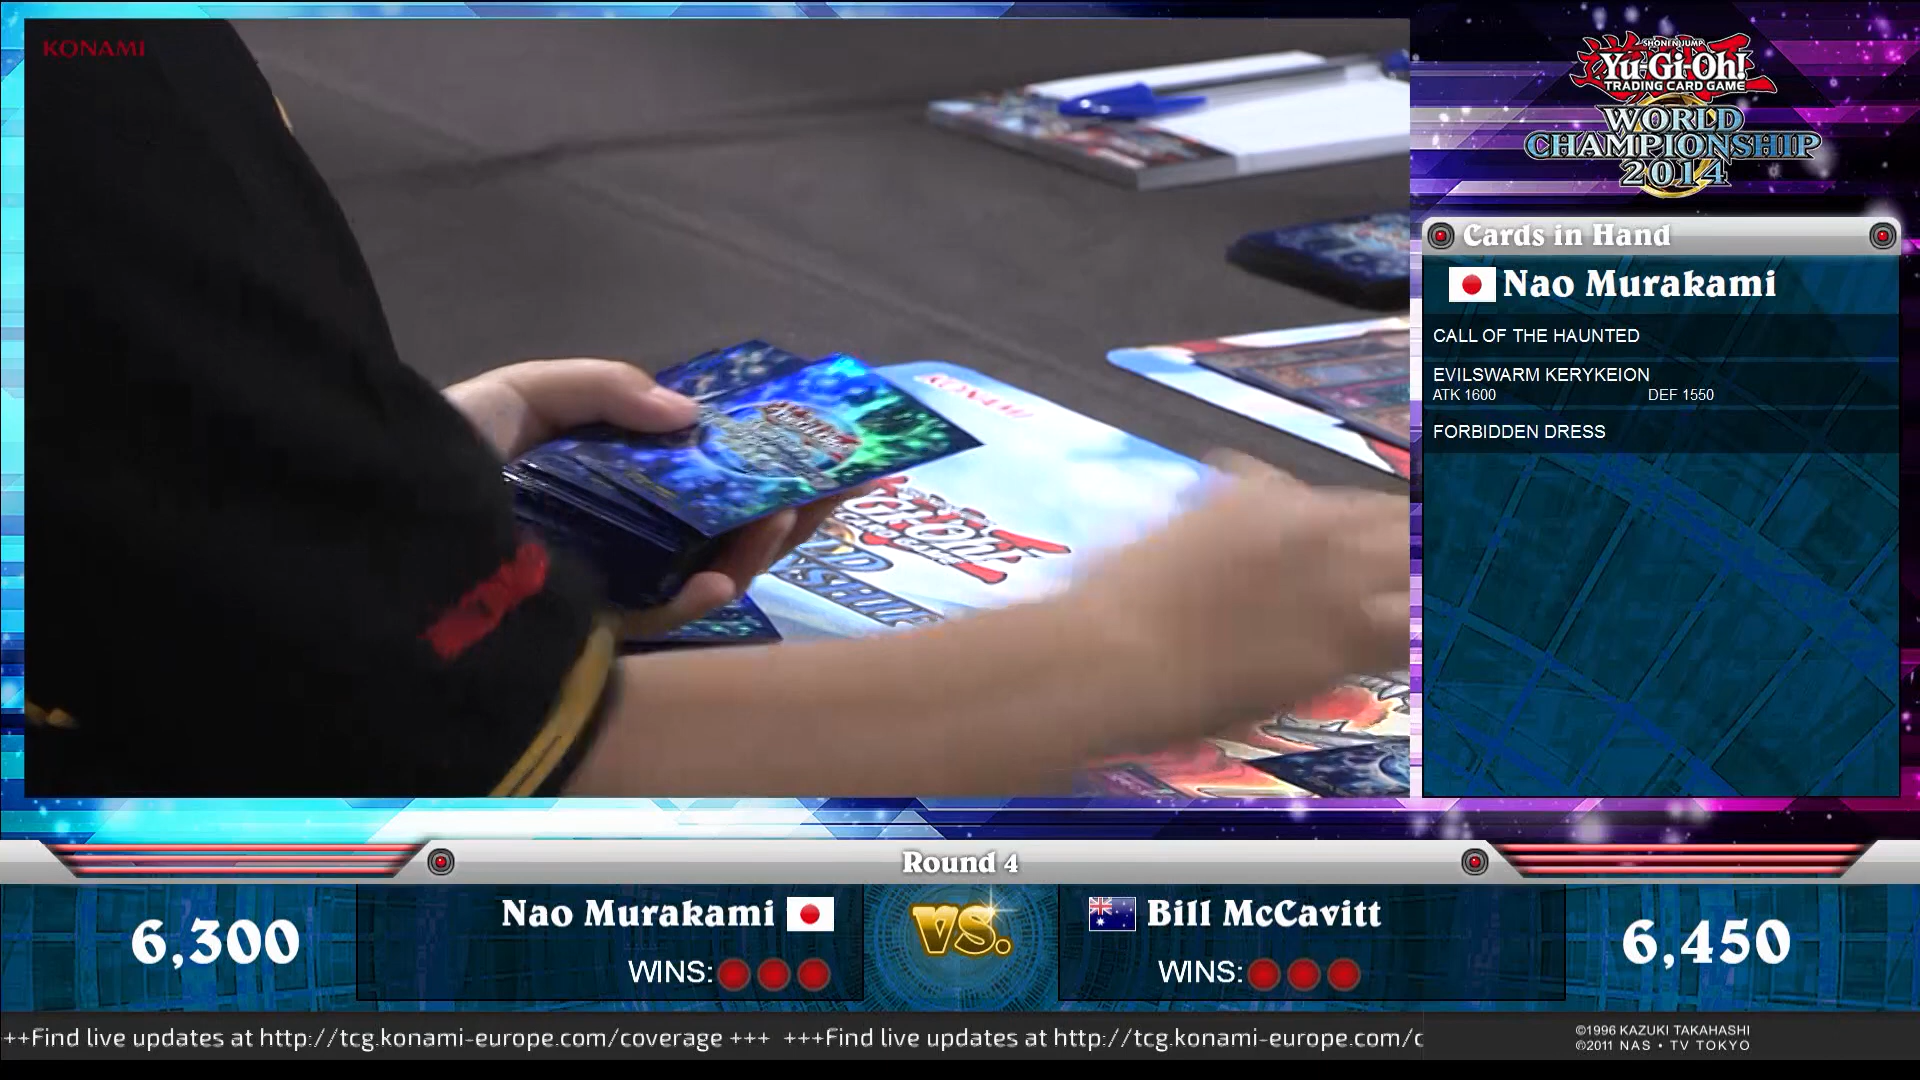 KONAMI
SHONEN JUMP
Yu-Gi-Oh!
TRADING CARD GAME
WORLD
CHAMPIONSHIP
2014
Cards in Hand
Nao Murakami
CALL OF THE HAUNTED
EVILSWARM KERYKEION
ATK 1600 DEF 1550
FORBIDDEN DRESS
KONAMI
Round 4
6,300
Nao Murakami
WINS:
VS.
Bill McCavitt
WINS:
6,450
++Find live updates at http://tcg.konami-europe.com/coverage +++ +++Find live updates at http://tcg.konami-europe.com/c
©1996 KAZUKI TAKAHASHI
©2011 NAS • TV TOKYO